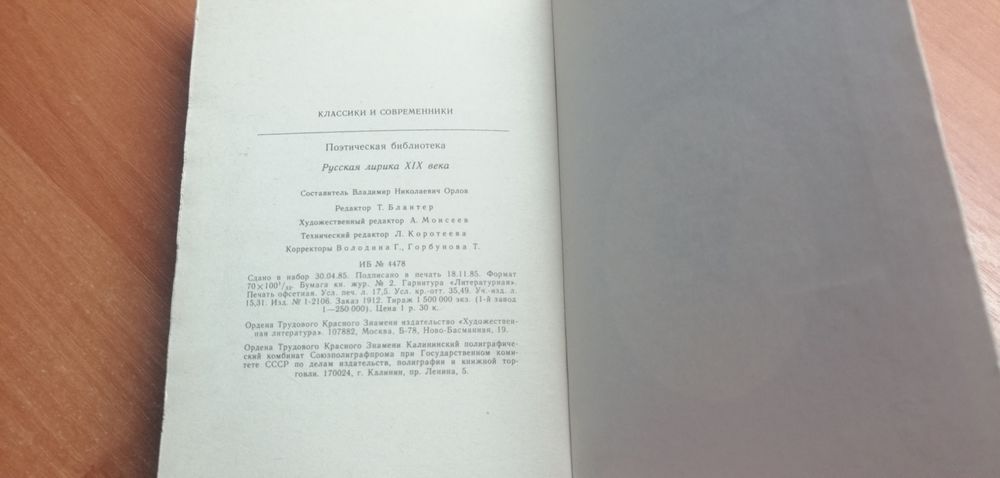 КЛАССИКИ И СОВРЕМЕННИКИ
Поэтическая библиотека
Русская лирика XIX века
Составитель Владимир Николаевич Орлов
Редактор Т. Блантер
Художественный редактор А. Моисеев
Технический редактор Л. Коротеева
Корректоры Володина Г., Горбунова Т.
ИБ № 4478
Сдано в набор 30.04.85. Подписано в печать 18.11.85. Формат
70×100¹/₃₂. Бумага кн. жур. № 2. Гарнитура «Литературная».
Печать офсетная. Усл. печ. л. 17,5. Усл. кр.-отт. 35,49. Уч.-изд. л.
15,31. Изд. № 1-2106. Заказ 1912. Тираж 1 500 000 экз. (1-й завод
1—250 000). Цена 1 р. 30 к.
Ордена Трудового Красного Знамени издательство «Художествен-
ная литература». 107882, Москва, Б-78, Ново-Басманная, 19.
Ордена Трудового Красного Знамени Калининский полиграфиче-
ский комбинат Союзполиграфпрома при Государственном коми-
тете СССР по делам издательств, полиграфии и книжной тор-
говли. 170024, г. Калинин, пр. Ленина, 5.